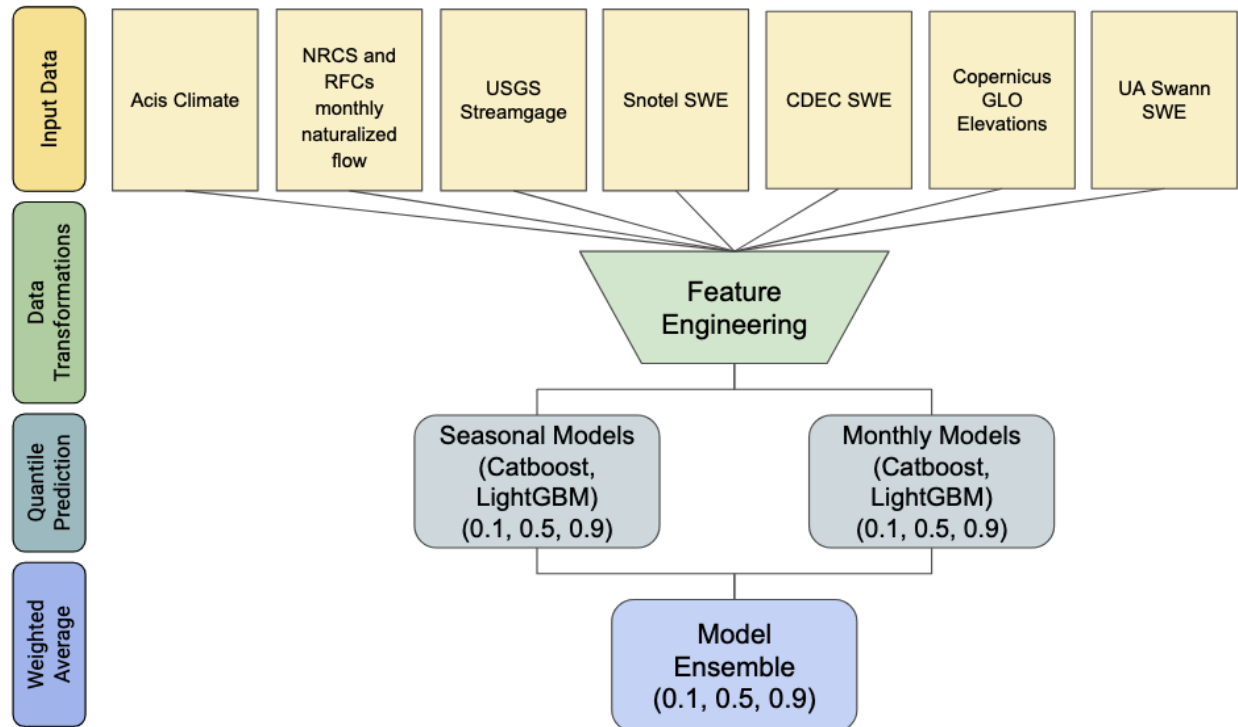 Input Data
Acis Climate
NRCS and
RFCs
monthly
naturalized
flow
USGS
Streamgage
Snotel SWE
CDEC SWE
Copernicus
GLO
Elevations
UA Swann
SWE
Data
Transformations
Feature
Engineering
Quantile
Prediction
Seasonal Models
(Catboost,
LightGBM)
(0.1, 0.5, 0.9)
Monthly Models
(Catboost,
LightGBM)
(0.1, 0.5, 0.9)
Weighted
Average
Model
Ensemble
(0.1, 0.5, 0.9)